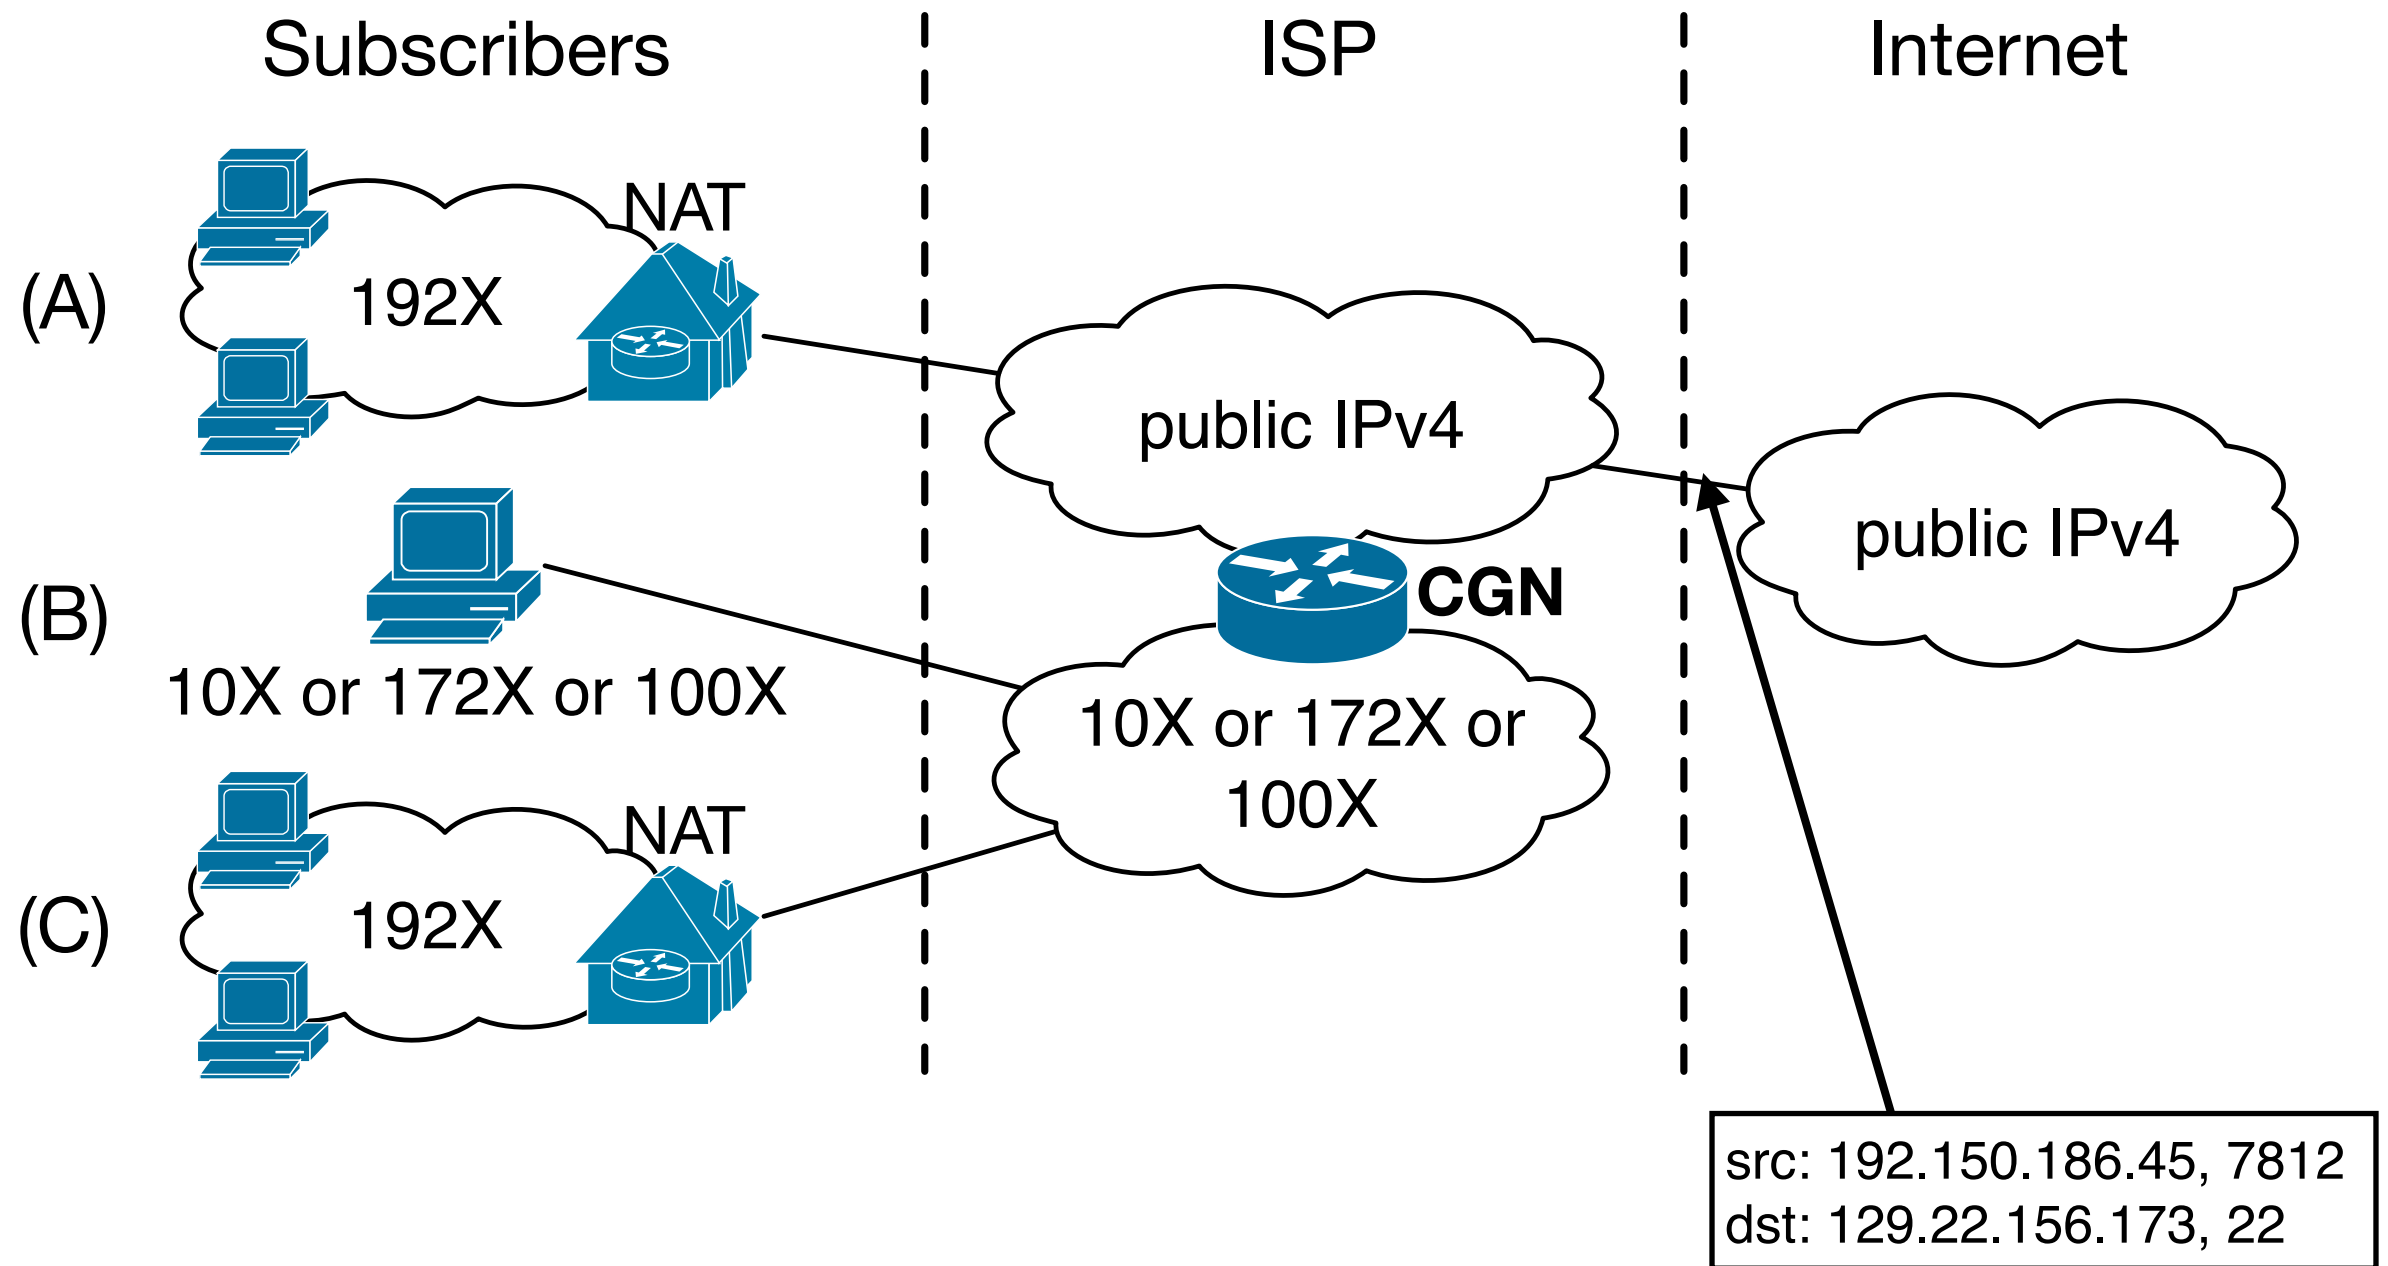 Subscribers
ISP
Internet
(A)
NAT
192X
public IPv4
public IPv4
(B)
CGN
10X or 172X or 100X
10X or 172X or
100X
(C)
NAT
192X
src: 192.150.186.45, 7812
dst: 129.22.156.173, 22